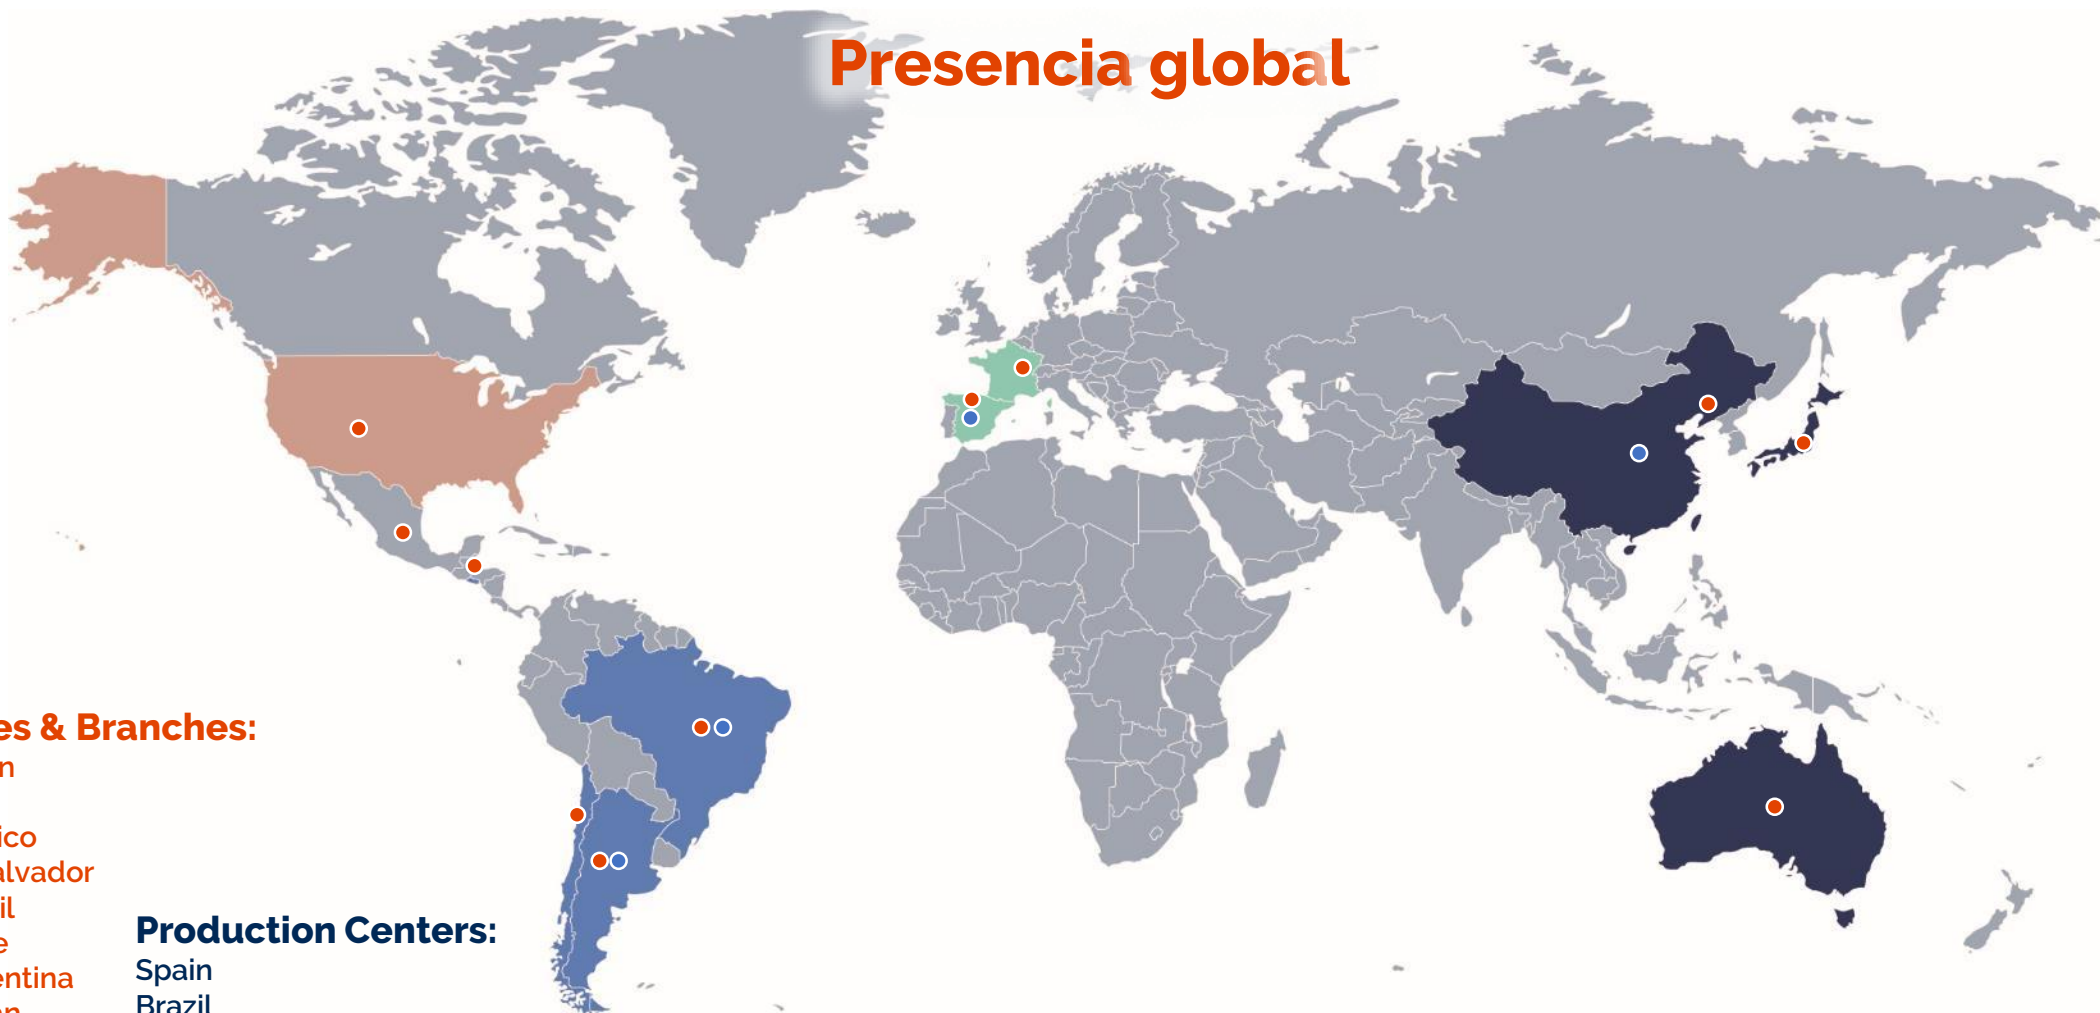 Presencia global
es & Branches:
n
ico
alvador
il
e
entina
Production Centers:
Spain
Brazil